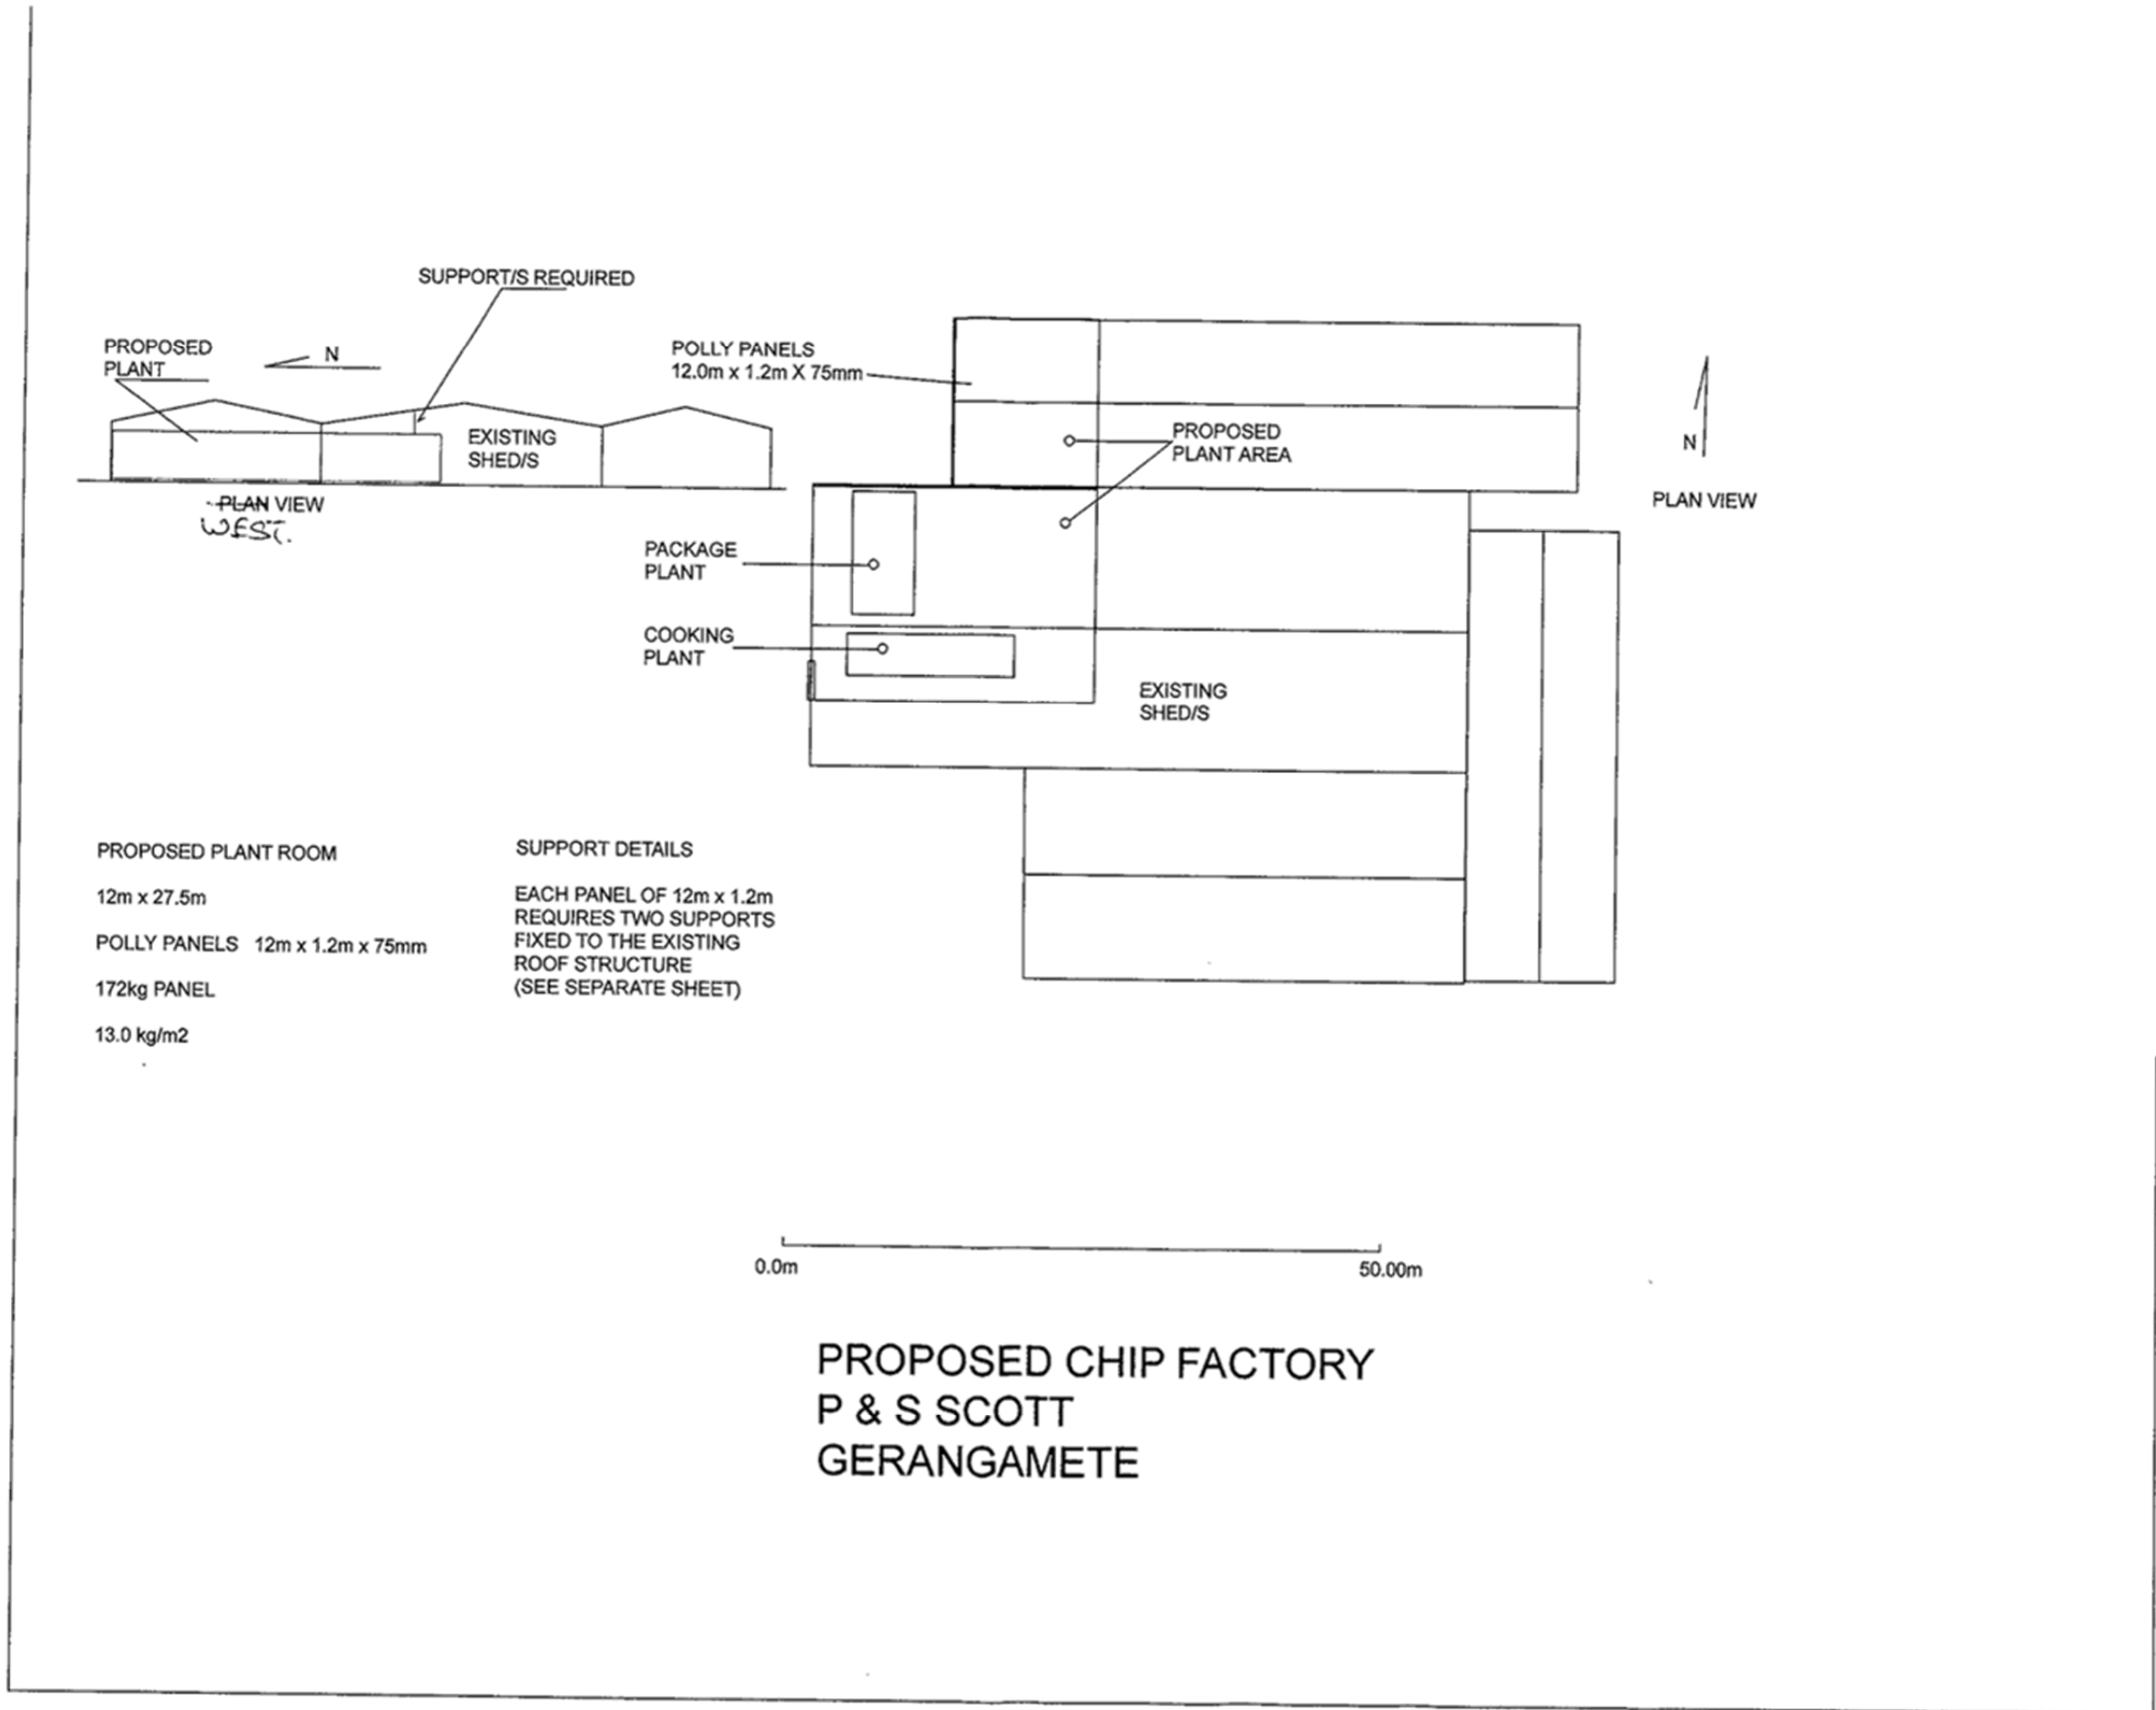 SUPPORT/S REQUIRED
PROPOSED
PLANT
N
EXISTING
SHED/S
PLAN VIEW
WEST.
POLLY PANELS
12.0m x 1.2m X 75mm
PROPOSED
PLANT AREA
N
PLAN VIEW
PACKAGE
PLANT
COOKING
PLANT
EXISTING
SHED/S
PROPOSED PLANT ROOM
12m x 27.5m
POLLY PANELS 12m x 1.2m x 75mm
172kg PANEL
13.0 kg/m2
SUPPORT DETAILS
EACH PANEL OF 12m x 1.2m
REQUIRES TWO SUPPORTS
FIXED TO THE EXISTING
ROOF STRUCTURE
(SEE SEPARATE SHEET)
0.0m
50.00m
PROPOSED CHIP FACTORY
P & S SCOTT
GERANGAMETE